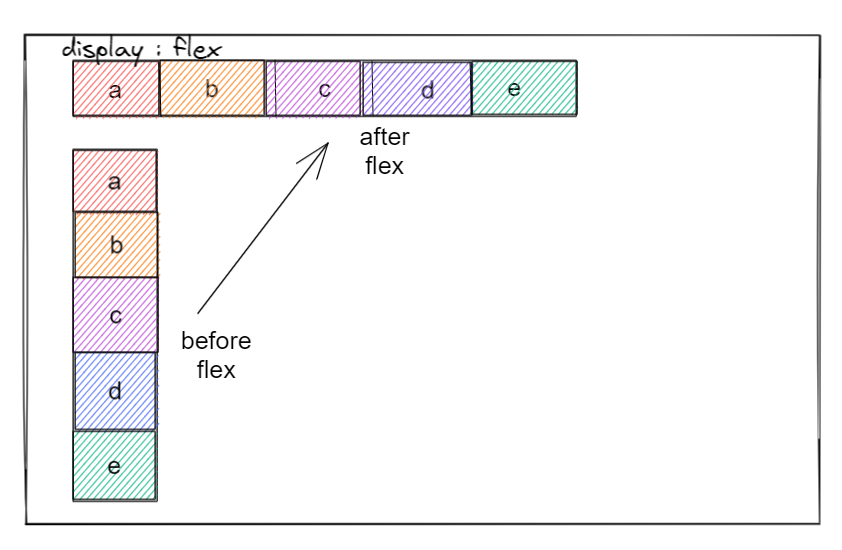 display : flex
a b c d e
after
flex
a
b
c
before
flex
d
e